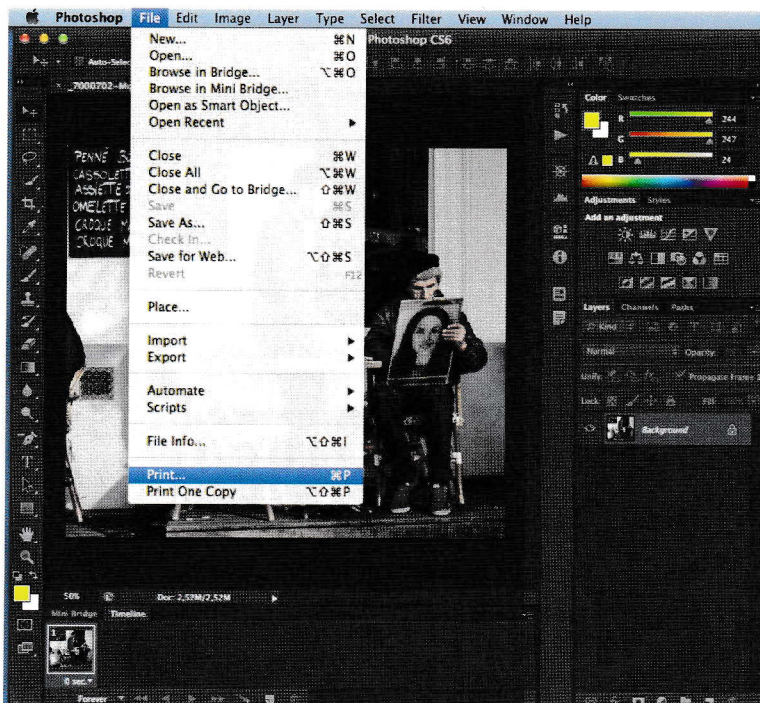 Photoshop File Edit Image Layer Type Select Filter View Window Help
Photoshop CS6
New... ⌘N
Open... ⌘O
Browse in Bridge... ⌥⌘O
Browse in Mini Bridge...
Open as Smart Object...
Open Recent
Close ⌘W
Close All ⌥⌘W
Close and Go to Bridge... ⇧⌘W
Save ⌘S
Save As... ⇧⌘S
Check In...
Save for Web... ⌥⇧⌘S
Revert F12
Place...
Import
Export
Automate
Scripts
File Info... ⌥⇧⌘I
Print... ⌘P
Print One Copy ⌥⇧⌘P
Auto-Selec
× _7000702-M
PENNÉ
CASSOLETT
ASSIETTE
OMELETTE
CROQUE M
CROQUE M
50% Doc: 2,52M/2,52M
Mini Bridge Timeline
1
0 sec.
Forever
Color Swatches
R 244
G 247
B 24
Adjustments Styles
Add an adjustment
Layers Channels Paths
Kind
Normal Opacity
Unify Propagate Frame
Lock Fill
Background